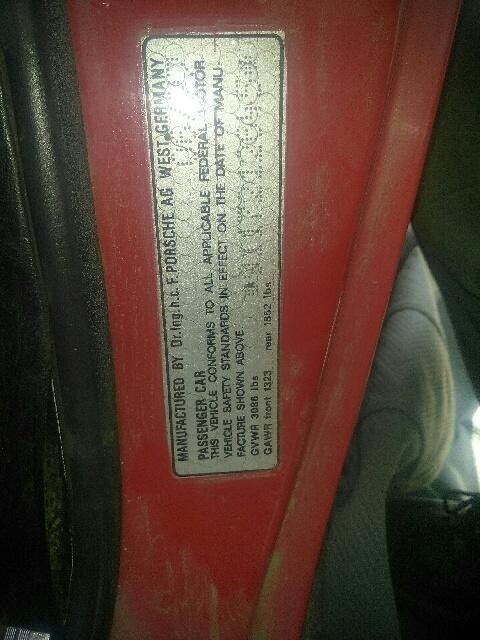 MANUFACTURED BY Dr.Ing.h.c.F.PORSCHE AG WEST GERMANY
PASSENGER CAR
THIS VEHICLE CONFORMS TO ALL APPLICABLE FEDERAL MOTOR
VEHICLE SAFETY STANDARDS IN EFFECT ON THE DATE OF MANU-
FACTURE SHOWN ABOVE
GVWR 3086 lbs
GAWR front 1323 rear 1852 lbs